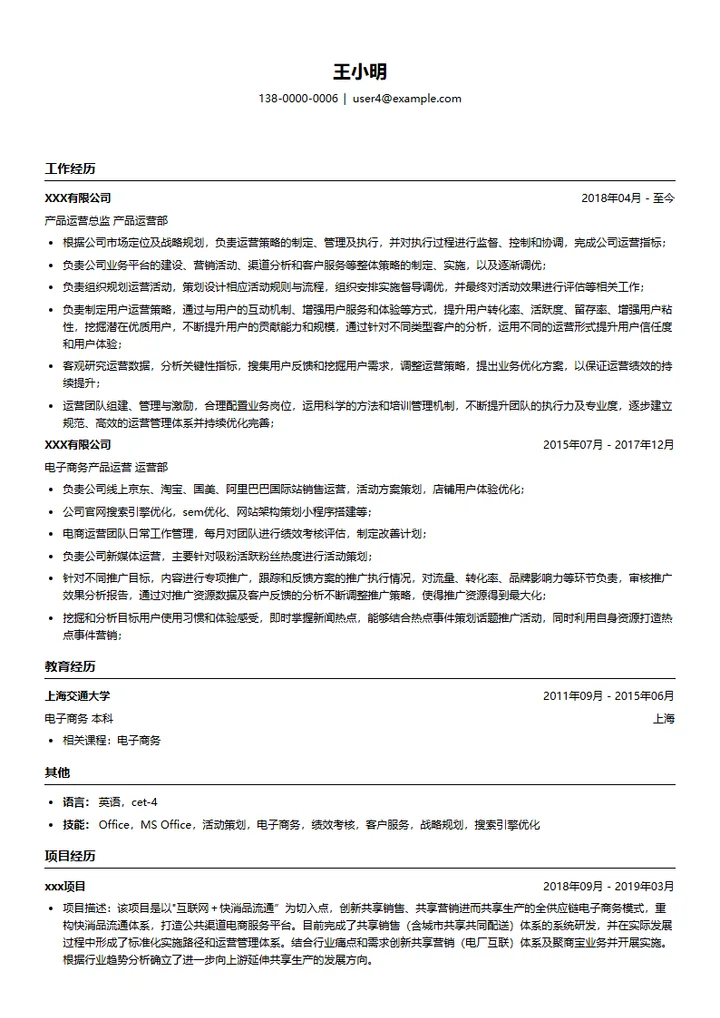 王小明
138-0000-0006 | user4@example.com
工作经历
XXX有限公司 2018年04月 - 至今
产品运营总监 产品运营部
• 根据公司市场定位及战略规划，负责运营策略的制定、管理及执行，并对执行过程进行监督、控制和协调，完成公司运营指标；
• 负责公司业务平台的建设、营销活动、渠道分析和客户服务等整体策略的制定、实施，以及逐渐调优；
• 负责组织规划运营活动，策划设计相应活动规则与流程，组织安排实施督导调优，并最终对活动效果进行评估等相关工作；
• 负责制定用户运营策略，通过与用户的互动机制、增强用户服务和体验等方式，提升用户转化率、活跃度、留存率、增强用户粘
性，挖掘潜在优质用户，不断提升用户的贡献能力和规模，通过针对不同类型客户的分析，运用不同的运营形式提升用户信任度
和用户体验；
• 客观研究运营数据，分析关键性指标，搜集用户反馈和挖掘用户需求，调整运营策略，提出业务优化方案，以保证运营绩效的持
续提升；
• 运营团队组建、管理与激励，合理配置业务岗位，运用科学的方法和培训管理机制，不断提升团队的执行力及专业度，逐步建立
规范、高效的运营管理体系并持续优化完善；
XXX有限公司 2015年07月 - 2017年12月
电子商务产品运营 运营部
• 负责公司线上京东、淘宝、国美、阿里巴巴国际站销售运营，活动方案策划，店铺用户体验优化；
• 公司官网搜索引擎优化，sem优化、网站架构策划小程序搭建等；
• 电商运营团队日常工作管理，每月对团队进行绩效考核评估，制定改善计划；
• 负责公司新媒体运营，主要针对吸粉活跃粉丝热度进行活动策划；
• 针对不同推广目标，内容进行专项推广，跟踪和反馈方案的推广执行情况，对流量、转化率、品牌影响力等环节负责，审核推广
效果分析报告，通过对推广资源数据及客户反馈的分析不断调整推广策略，使得推广资源得到最大化；
• 挖掘和分析目标用户使用习惯和体验感受，即时掌握新闻热点，能够结合热点事件策划话题推广活动，同时利用自身资源打造热
点事件营销；
教育经历
上海交通大学 2011年09月 - 2015年06月
电子商务 本科 上海
• 相关课程：电子商务
其他
• 语言： 英语，cet-4
• 技能： Office，MS Office，活动策划，电子商务，绩效考核，客户服务，战略规划，搜索引擎优化
项目经历
xxx项目 2018年09月 - 2019年03月
• 项目描述：该项目是以“互联网＋快消品流通” 为切入点，创新共享销售、共享营销进而共享生产的全供应链电子商务模式，重
构快消品流通体系，打造公共渠道电商服务平台。目前完成了共享销售（含城市共享共同配送）体系的系统研发，并在实际发展
过程中形成了标准化实施路径和运营管理体系。结合行业痛点和需求创新共享营销（电厂互联）体系及聚商宝业务并开展实施。
根据行业趋势分析确立了进一步向上游延伸共享生产的发展方向。